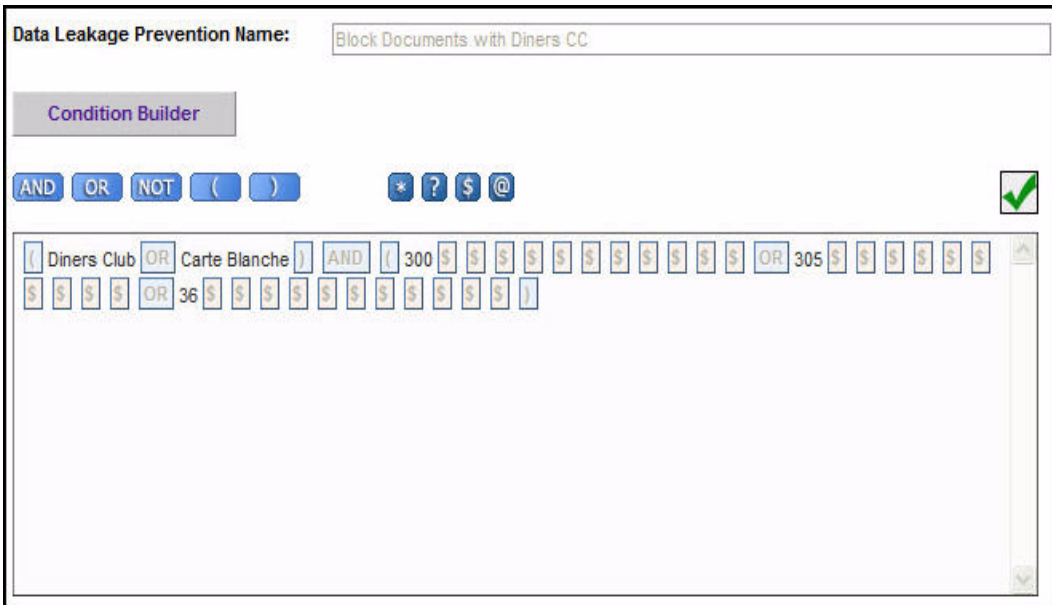 Data Leakage Prevention Name: Block Documents with Diners CC
Condition Builder
AND OR NOT ( ) * ? $ @
( Diners Club OR Carte Blanche ) AND ( 300 $ $ $ $ $ $ $ $ $ $ $ OR 305 $ $ $ $ $ $
$ $ $ $ OR 36 $ $ $ $ $ $ $ $ $ $ $ )